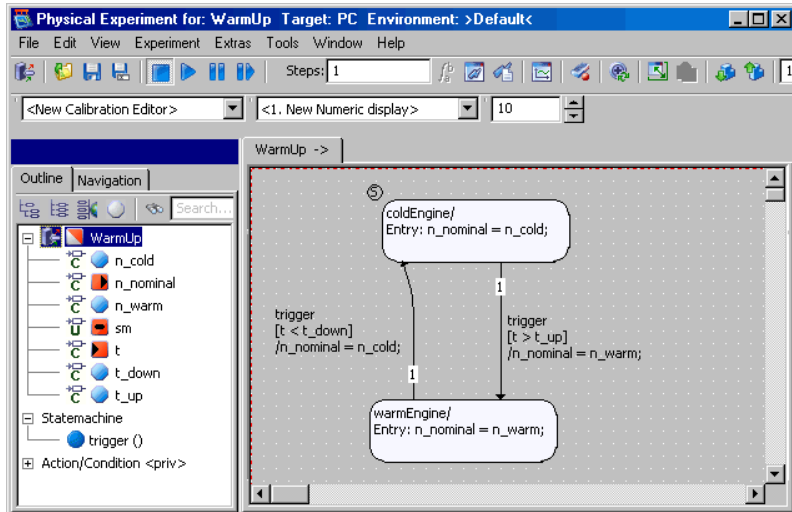 Physical Experiment for: WarmUp  Target: PC  Environment: >Default<
File Edit View Experiment Extras Tools Window Help
Steps: 1
<New Calibration Editor> <1. New Numeric display> 10
WarmUp ->
Outline Navigation
Search...
WarmUp
n_cold
n_nominal
n_warm
sm
t
t_down
t_up
Statemachine
trigger ()
Action/Condition <priv>
S
coldEngine/
Entry: n_nominal = n_cold;
1
trigger
[t < t_down]
/n_nominal = n_cold;
trigger
[t > t_up]
/n_nominal = n_warm;
1
warmEngine/
Entry: n_nominal = n_warm;